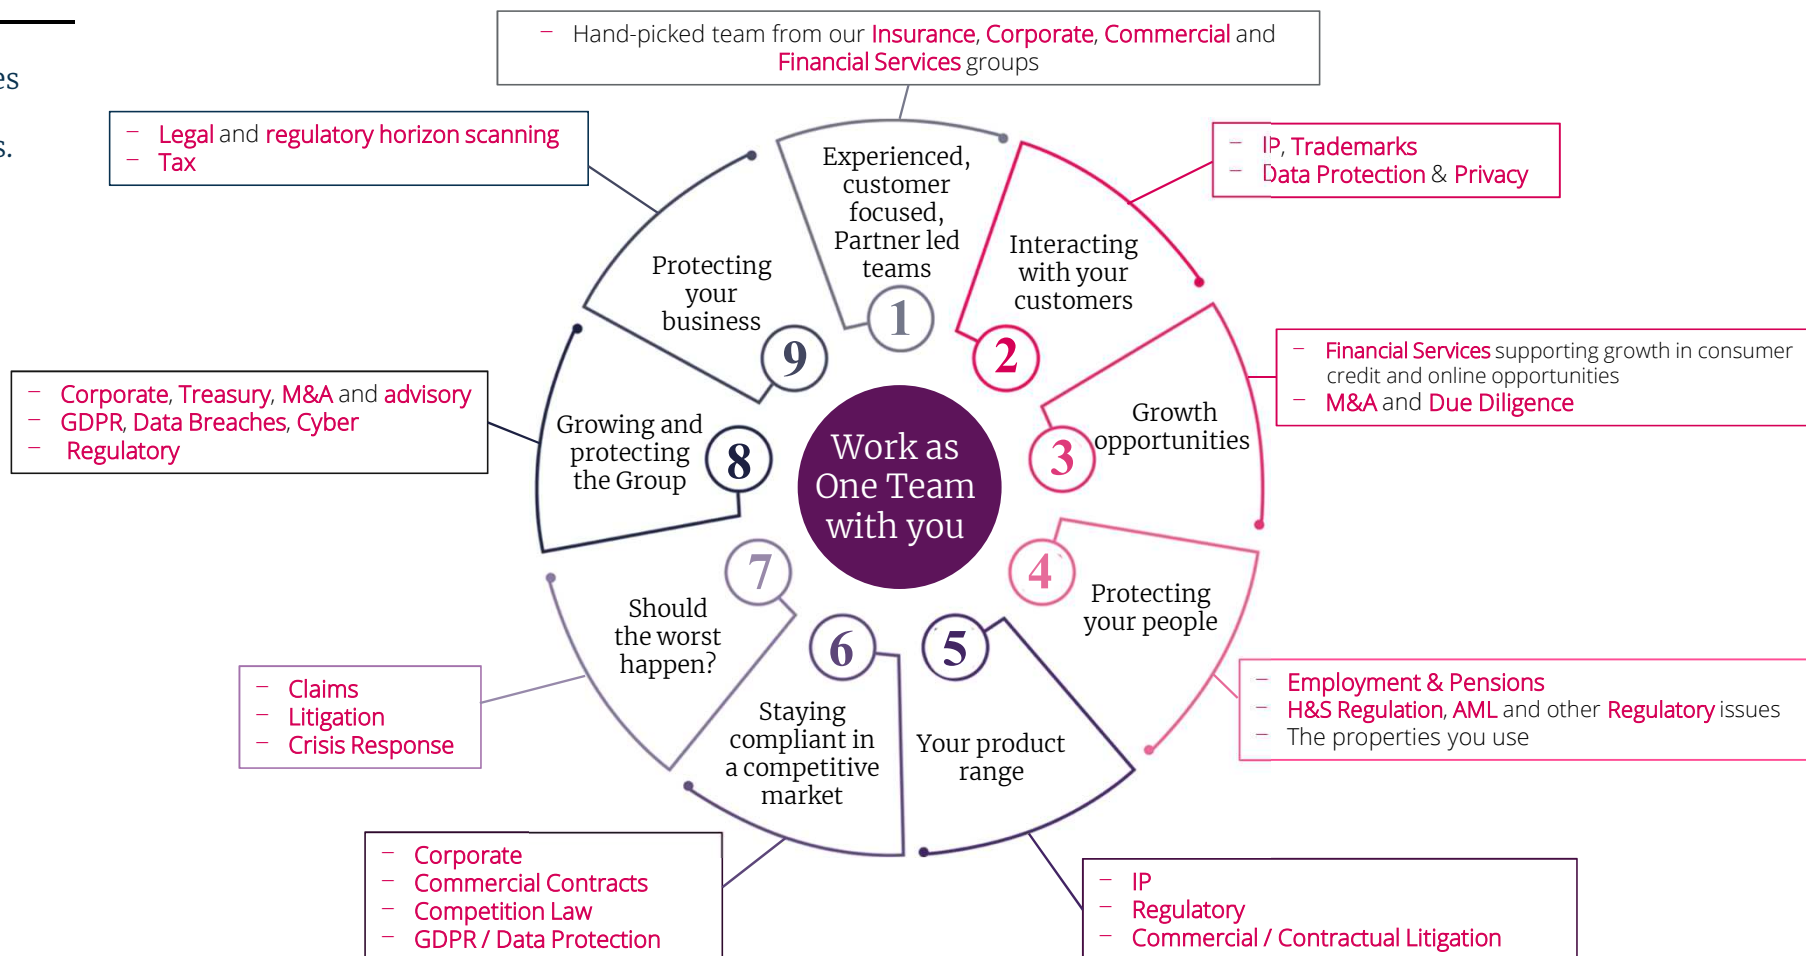 es
s.
– Hand-picked team from our Insurance, Corporate, Commercial and
Financial Services groups
– Legal and regulatory horizon scanning
– Tax
– IP, Trademarks
– Data Protection & Privacy
Experienced,
customer
focused,
Partner led
teams
1
Interacting
with your
customers
2
– Financial Services supporting growth in consumer
credit and online opportunities
– M&A and Due Diligence
Growth
opportunities
3
Protecting
your people
4
– Employment & Pensions
– H&S Regulation, AML and other Regulatory issues
– The properties you use
Your product
range
5
– IP
– Regulatory
– Commercial / Contractual Litigation
Staying
compliant in
a competitive
market
6
– Corporate
– Commercial Contracts
– Competition Law
– GDPR / Data Protection
Should
the worst
happen?
7
– Claims
– Litigation
– Crisis Response
Growing and
protecting
the Group
8
– Corporate, Treasury, M&A and advisory
– GDPR, Data Breaches, Cyber
– Regulatory
Protecting
your
business
9
Work as
One Team
with you